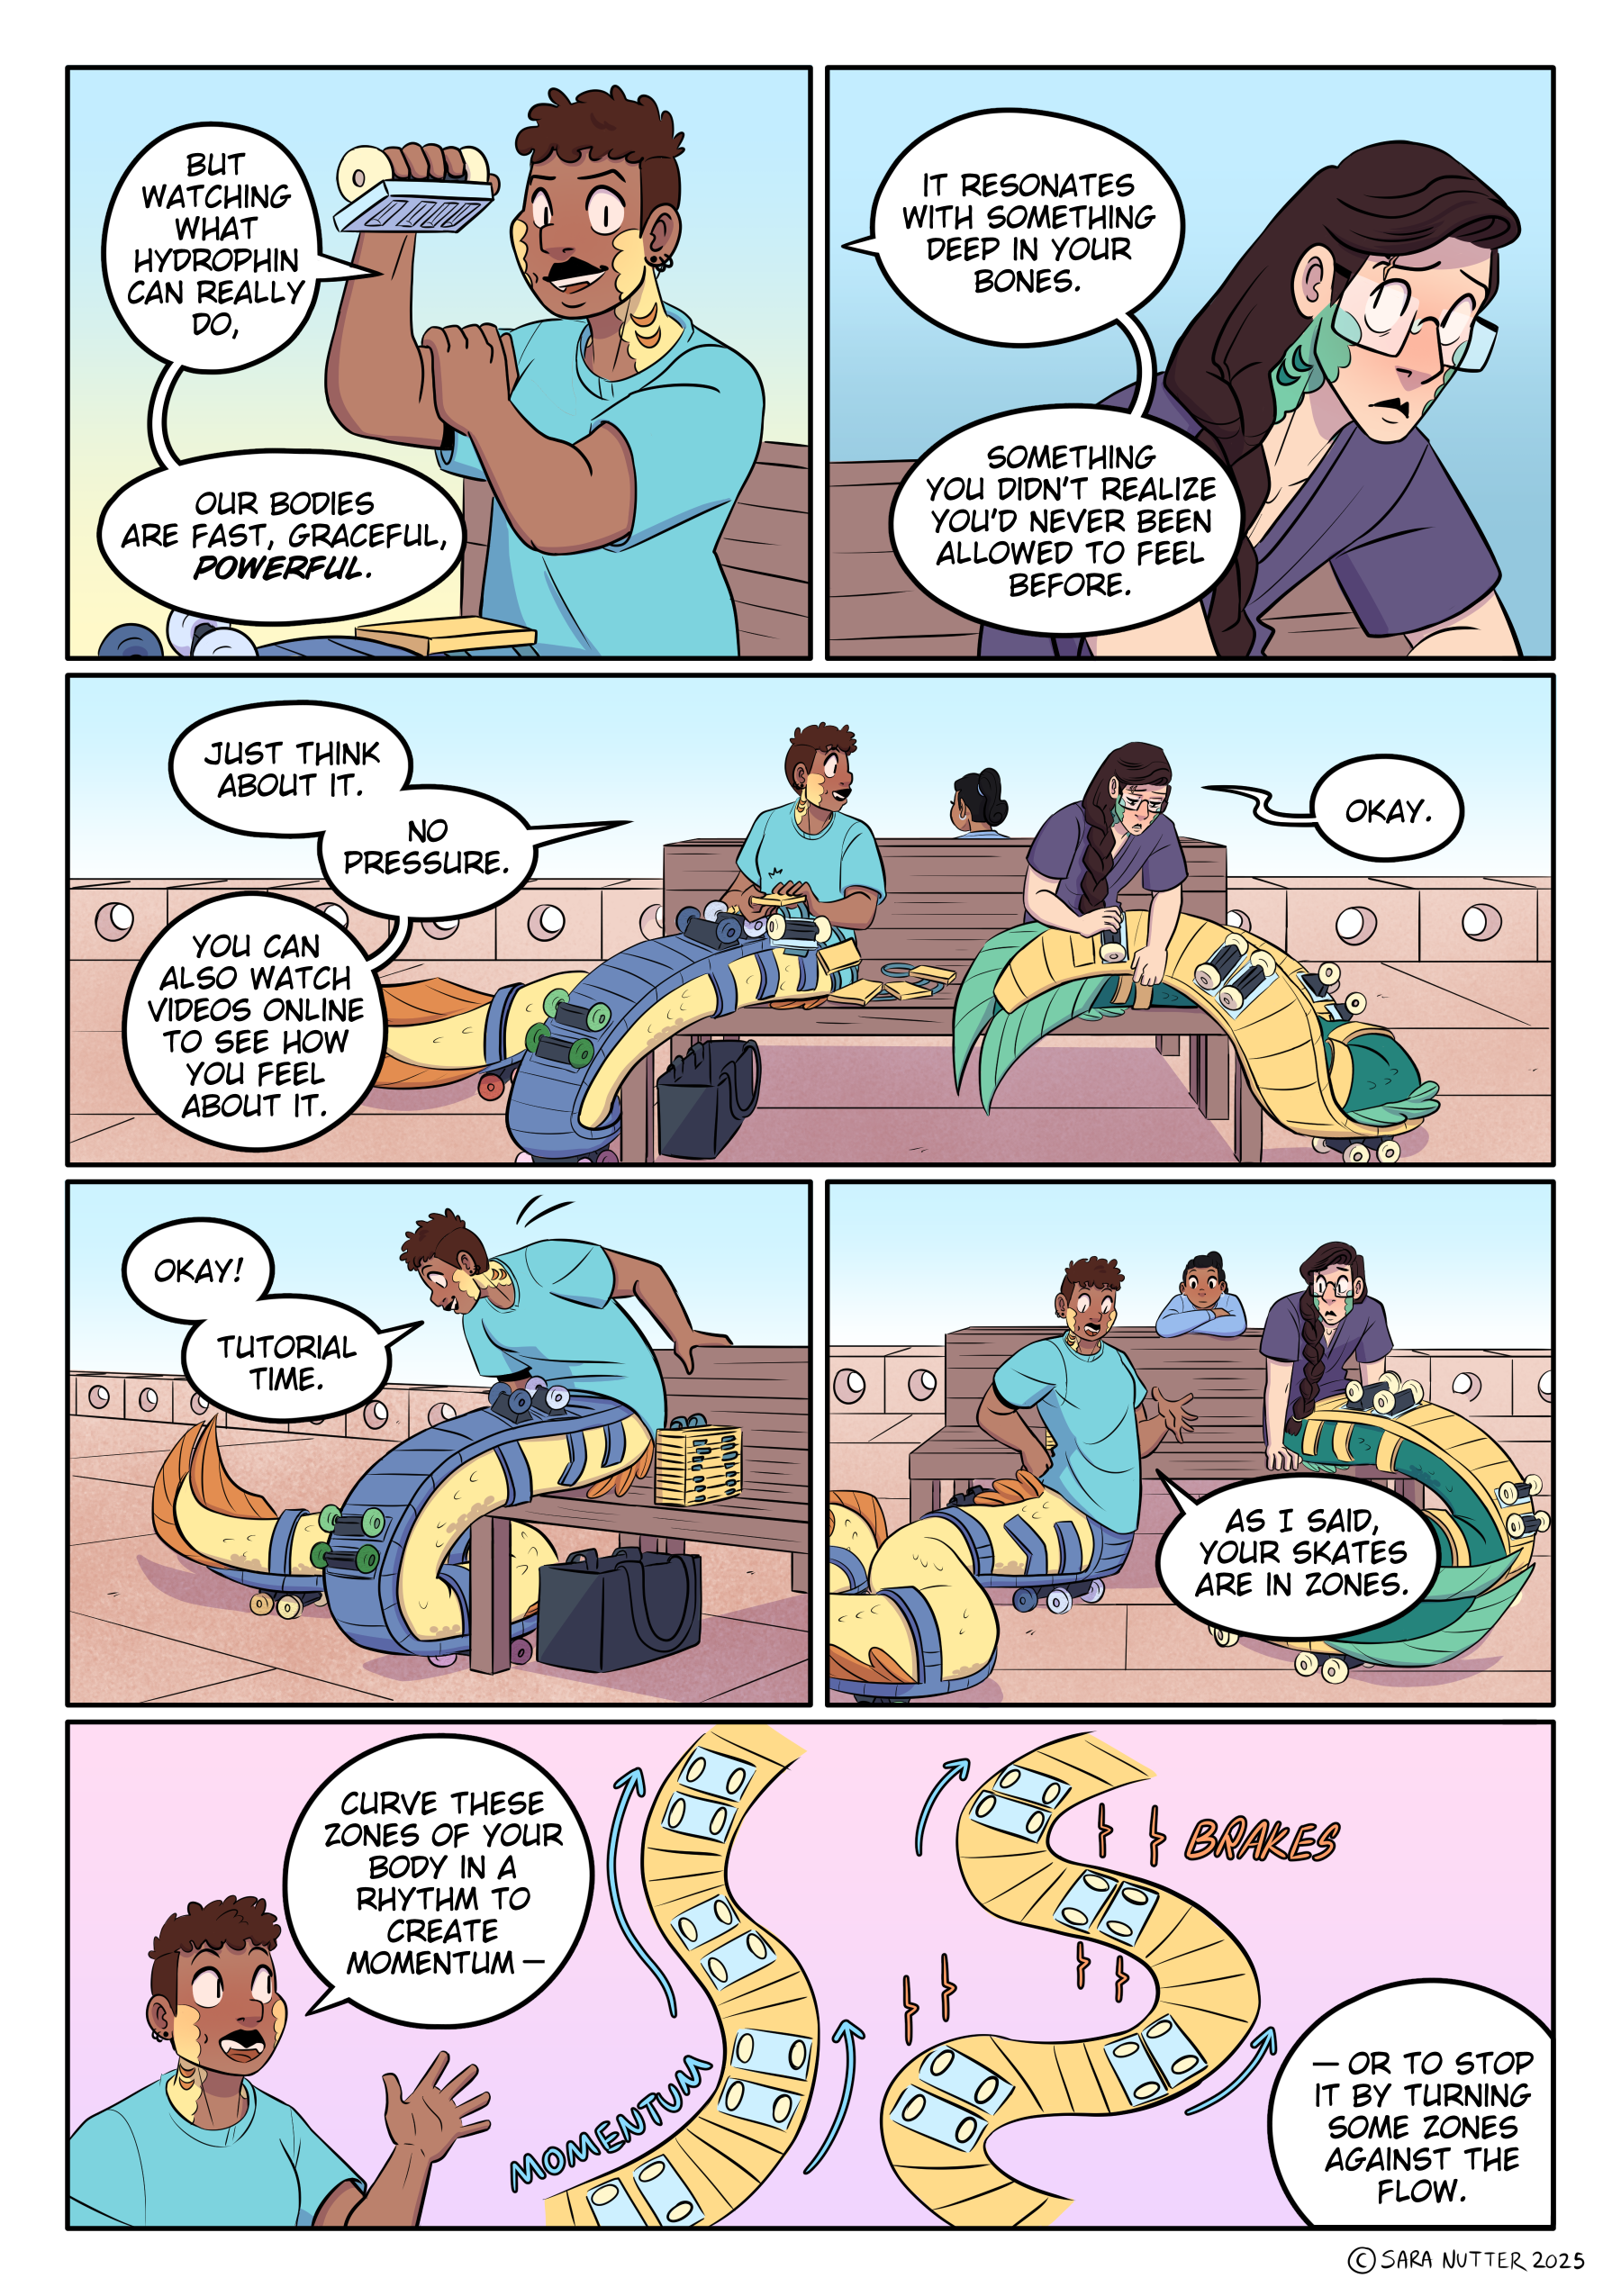 BUT
WATCHING
WHAT
HYDROPHIN
CAN REALLY
DO,
OUR BODIES
ARE FAST, GRACEFUL,
POWERFUL.
IT RESONATES
WITH SOMETHING
DEEP IN YOUR
BONES.
SOMETHING
YOU DIDN'T REALIZE
YOU'D NEVER BEEN
ALLOWED TO FEEL
BEFORE.
JUST THINK
ABOUT IT.
NO
PRESSURE.
YOU CAN
ALSO WATCH
VIDEOS ONLINE
TO SEE HOW
YOU FEEL
ABOUT IT.
OKAY.
OKAY!
TUTORIAL
TIME.
AS I SAID,
YOUR SKATES
ARE IN ZONES.
CURVE THESE
ZONES OF YOUR
BODY IN A
RHYTHM TO
CREATE
MOMENTUM —
MOMENTUM
BRAKES
— OR TO STOP
IT BY TURNING
SOME ZONES
AGAINST THE
FLOW.
© SARA NUTTER 2025